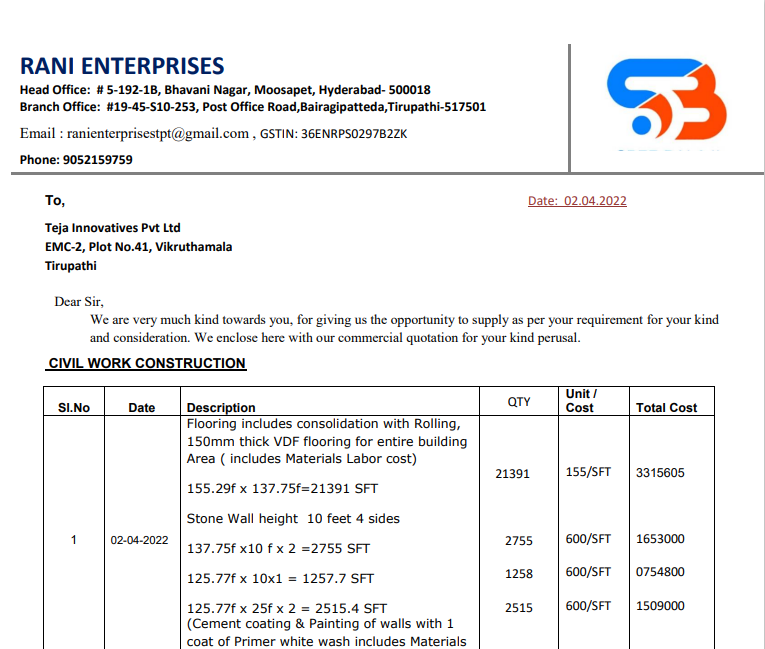 RANI ENTERPRISES
Head Office: # 5-192-1B, Bhavani Nagar, Moosapet, Hyderabad- 500018
Branch Office: #19-45-S10-253, Post Office Road,Bairagipatteda,Tirupathi-517501
Email : ranienterprisestpt@gmail.com , GSTIN: 36ENRPS0297B2ZK
Phone: 9052159759
To,
Date: 02.04.2022
Teja Innovatives Pvt Ltd
EMC-2, Plot No.41, Vikruthamala
Tirupathi
Dear Sir,
We are very much kind towards you, for giving us the opportunity to supply as per your requirement for your kind
and consideration. We enclose here with our commercial quotation for your kind perusal.
CIVIL WORK CONSTRUCTION
Sl.No Date Description QTY Unit / Cost Total Cost
Flooring includes consolidation with Rolling,
150mm thick VDF flooring for entire building
Area ( includes Materials Labor cost)
21391 155/SFT 3315605
155.29f x 137.75f=21391 SFT
Stone Wall height 10 feet 4 sides
1 02-04-2022
137.75f x10 f x 2 =2755 SFT 2755 600/SFT 1653000
125.77f x 10x1 = 1257.7 SFT 1258 600/SFT 0754800
125.77f x 25f x 2 = 2515.4 SFT 2515 600/SFT 1509000
(Cement coating & Painting of walls with 1
coat of Primer white wash includes Materials